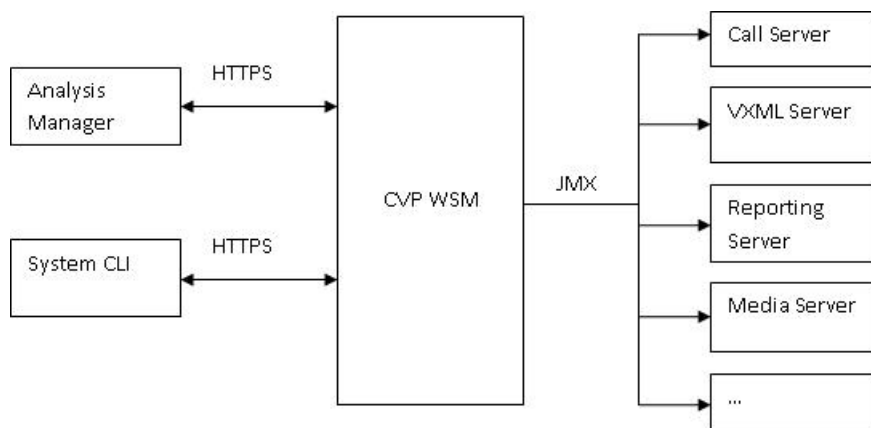 Analysis
Manager
HTTPS
System CLI
HTTPS
CVP WSM
JMX
Call Server
VXML Server
Reporting
Server
Media Server
...